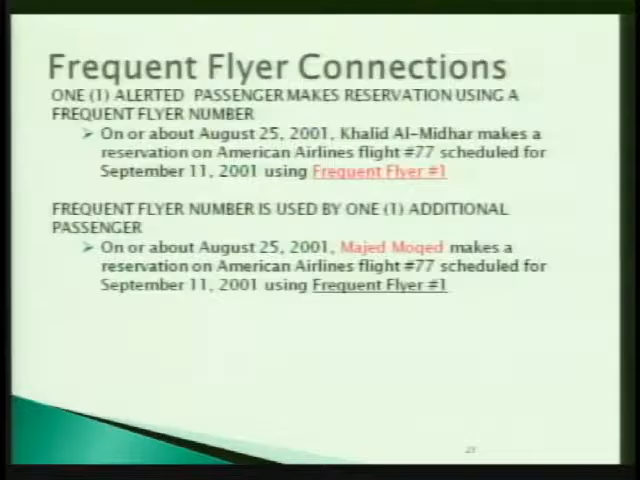 Frequent Flyer Connections
ONE (1) ALERTED PASSENGER MAKES RESERVATION USING A
FREQUENT FLYER NUMBER
➢ On or about August 25, 2001, Khalid Al-Midhar makes a
reservation on American Airlines flight #77 scheduled for
September 11, 2001 using Frequent Flyer #1
FREQUENT FLYER NUMBER IS USED BY ONE (1) ADDITIONAL
PASSENGER
➢ On or about August 25, 2001, Majed Moqed makes a
reservation on American Airlines flight #77 scheduled for
September 11, 2001 using Frequent Flyer #1